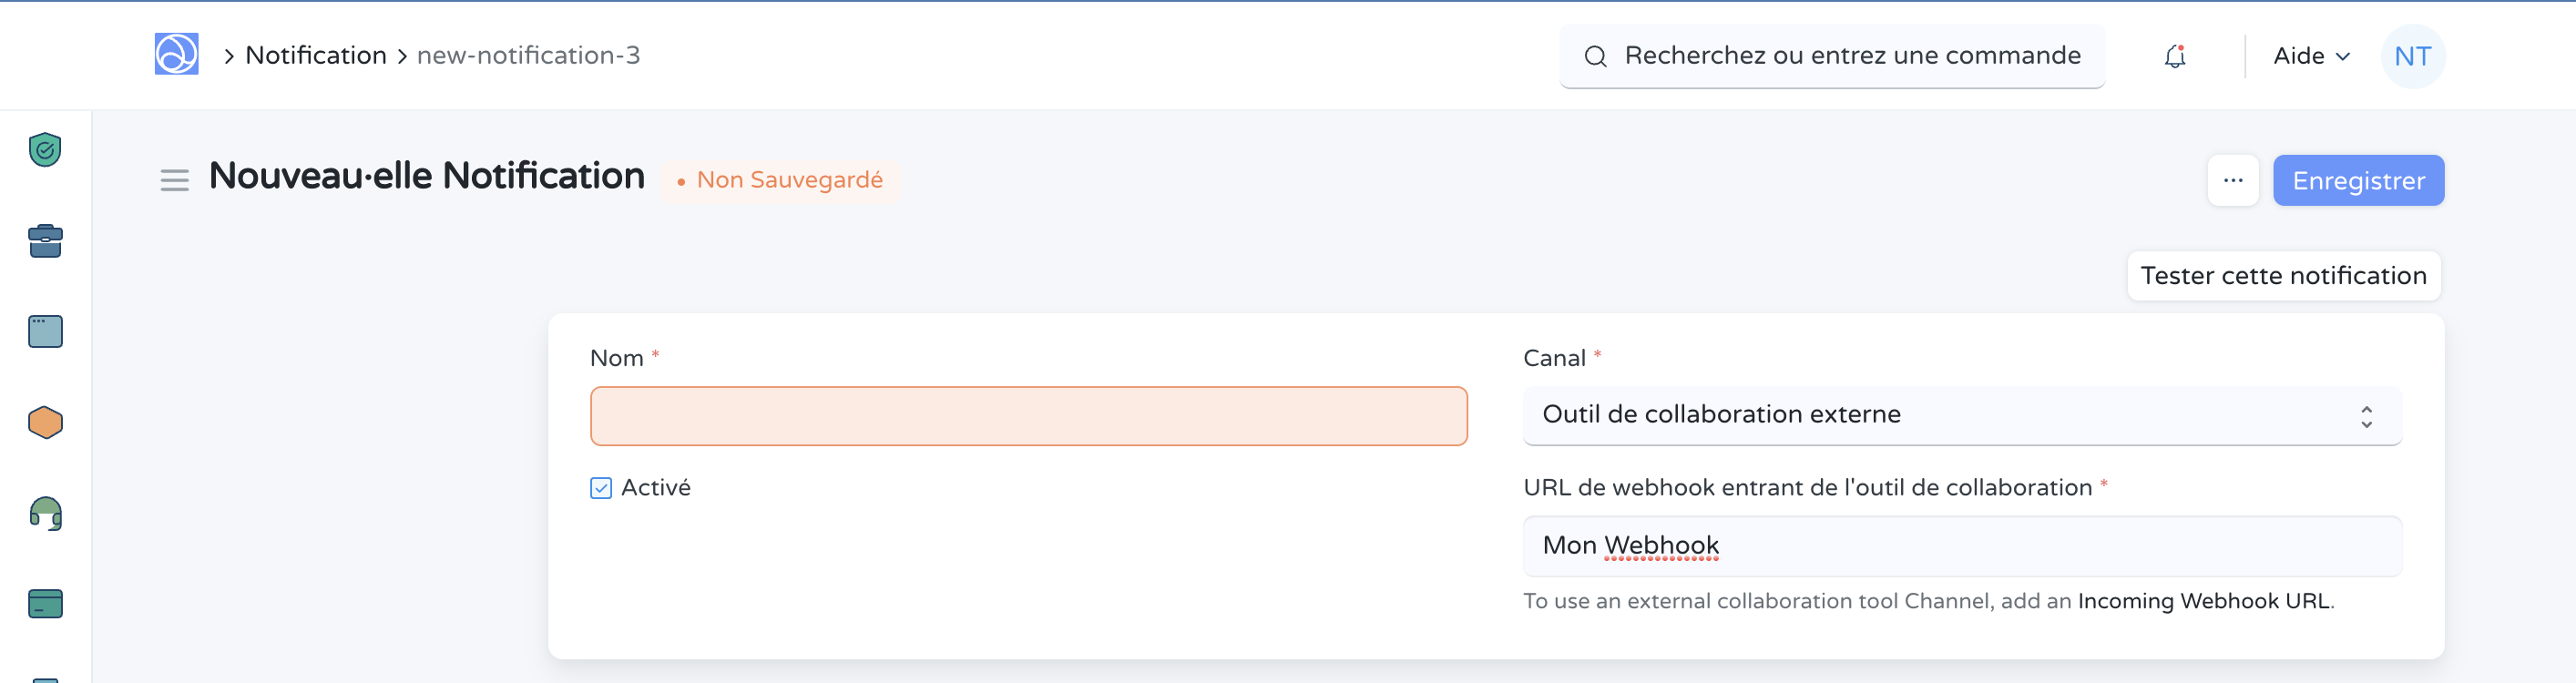 Notification new-notification-3
Recherchez ou entrez une commande
Aide
NT
Nouveau·elle Notification
• Non Sauvegardé
...
Enregistrer
Tester cette notification
Nom *
Canal *
Outil de collaboration externe
Activé
URL de webhook entrant de l'outil de collaboration *
Mon Webhook
To use an external collaboration tool Channel, add an Incoming Webhook URL.